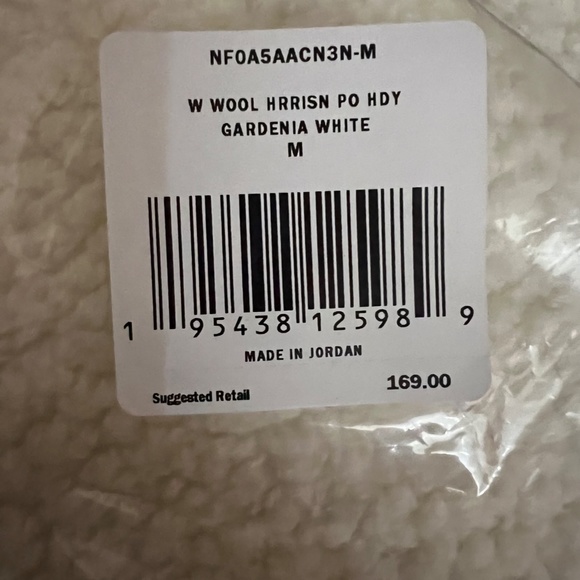 NF0A5AACN3N-M
W WOOL HRRISN PO HDY
GARDENIA WHITE
M
1 95438 12598 9
MADE IN JORDAN
169.00
Suggested Retail